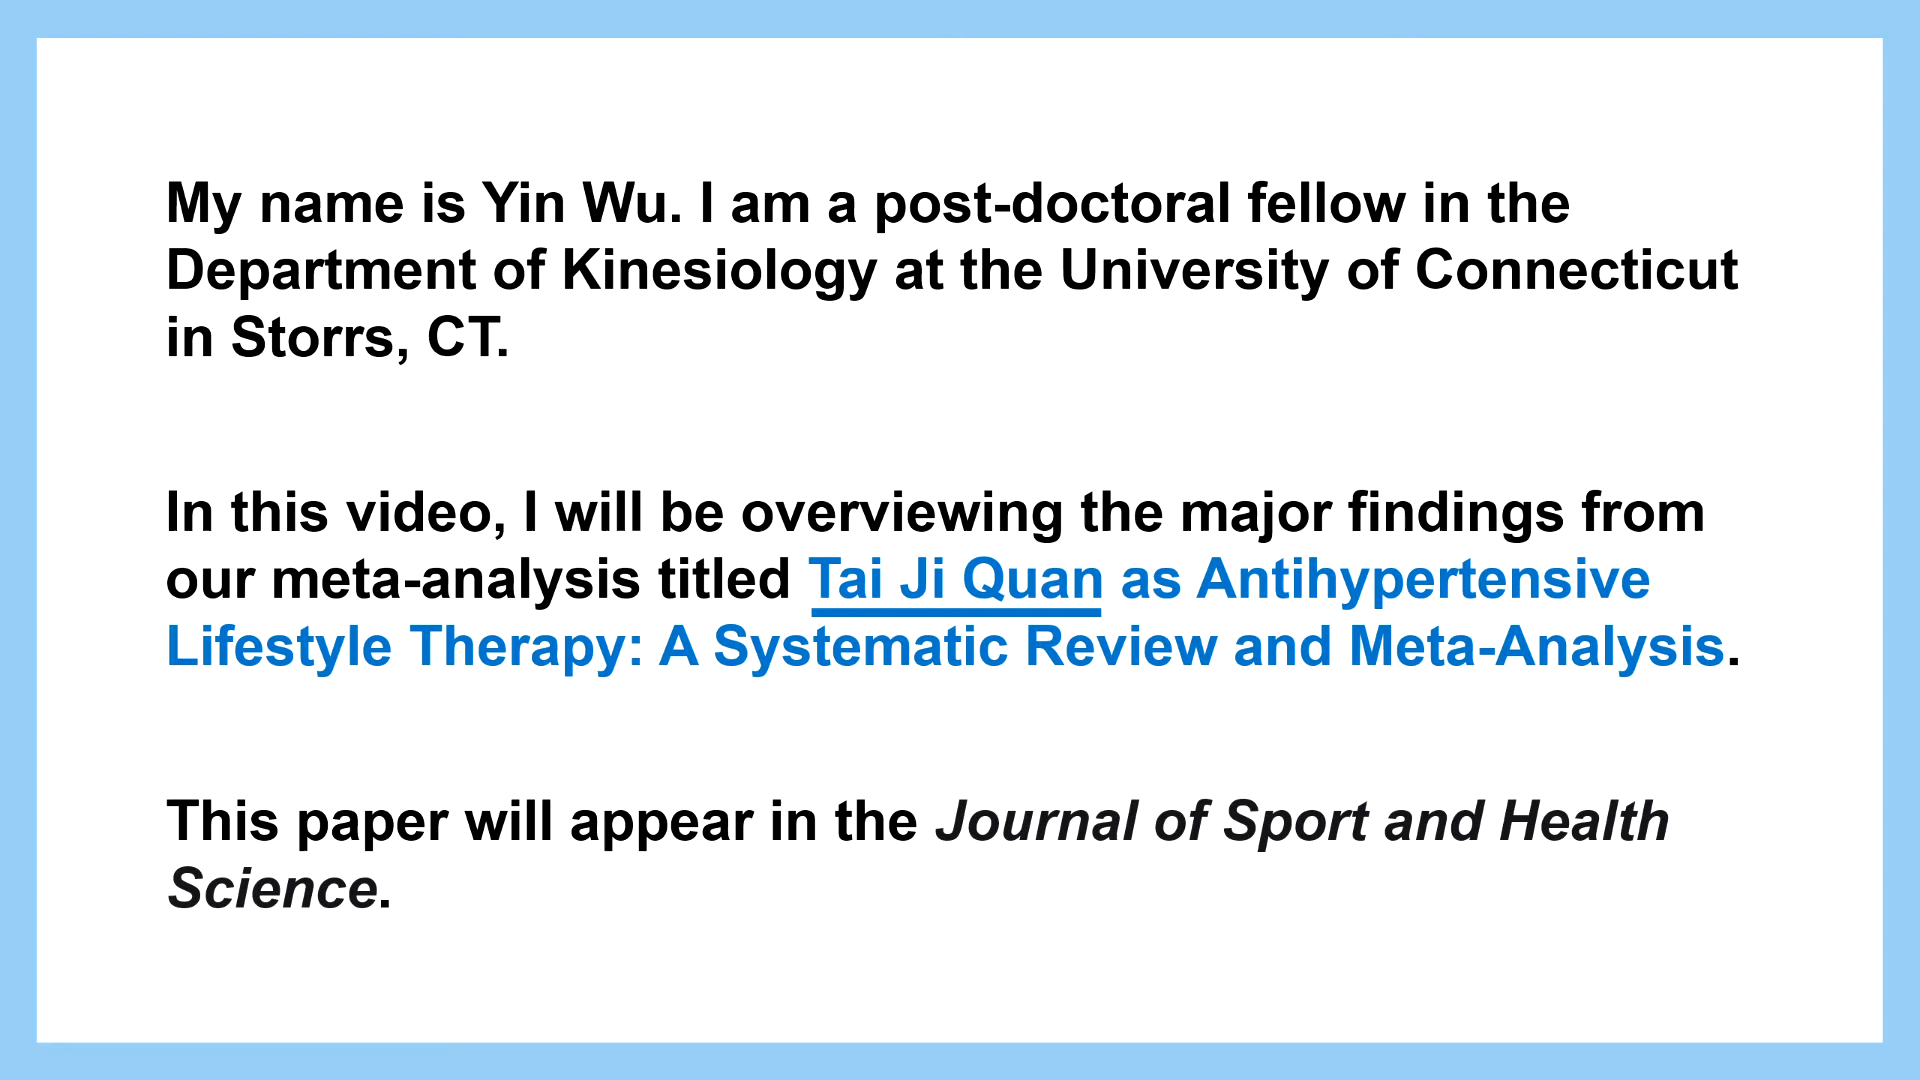 My name is Yin Wu. I am a post-doctoral fellow in the
Department of Kinesiology at the University of Connecticut
in Storrs, CT.
In this video, I will be overviewing the major findings from
our meta-analysis titled Tai Ji Quan as Antihypertensive
Lifestyle Therapy: A Systematic Review and Meta-Analysis.
This paper will appear in the Journal of Sport and Health
Science.